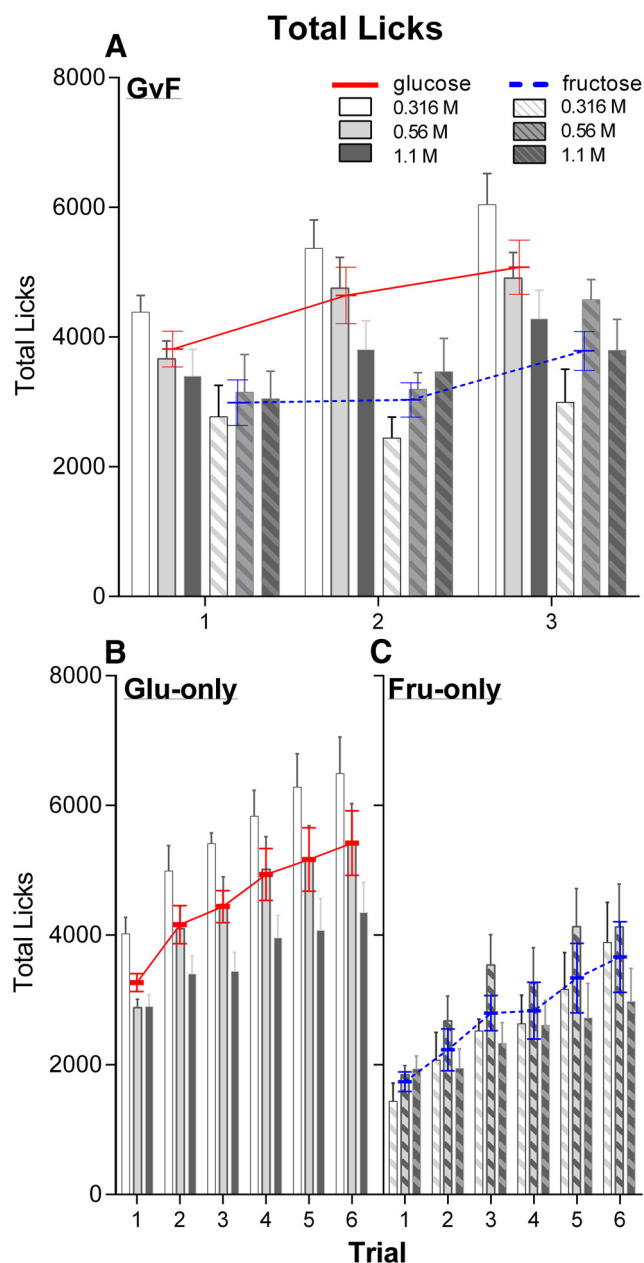 Total Licks
A
8000
GvF
glucose
fructose
0.316 M
0.316 M
0.56 M
0.56 M
1.1 M
1.1 M
6000
Total Licks
4000
2000
0
1 2 3
B
C
8000
Glu-only
Fru-only
6000
Total Licks
4000
2000
0
1 2 3 4 5 6
1 2 3 4 5 6
Trial